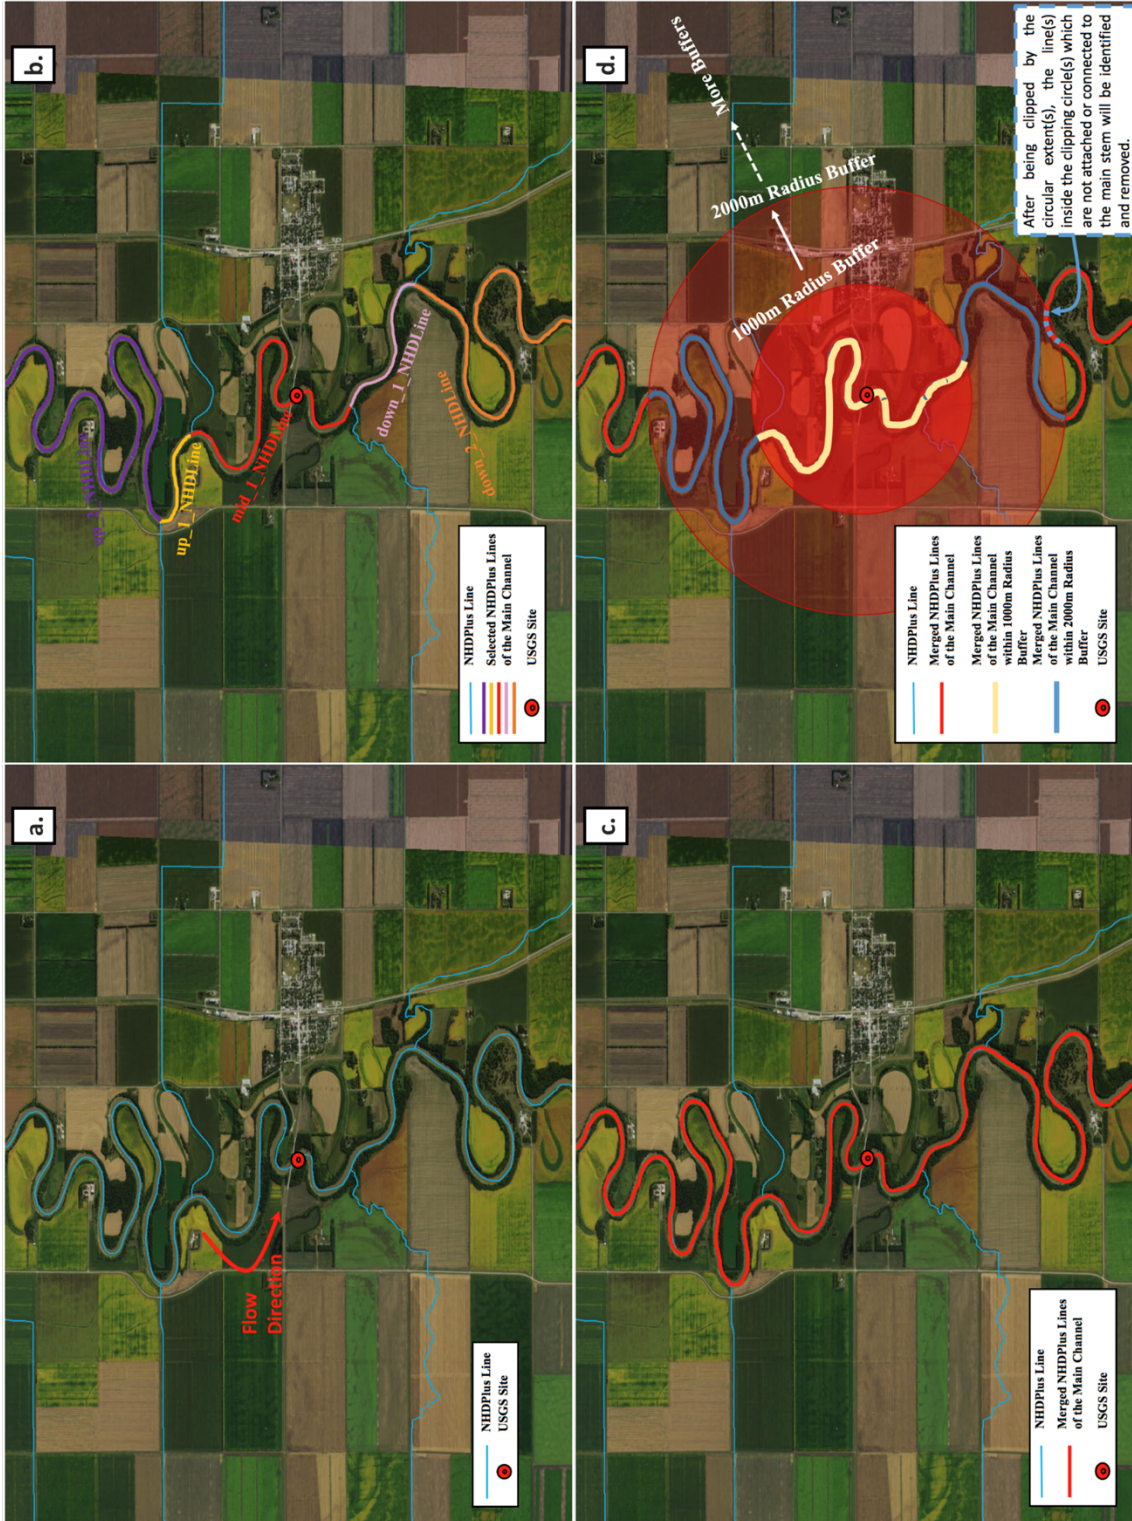 a.
Flow
Direction
NHDPlus Line
USGS Site
b.
up_2_NHDLine
up_1_NHDLine
mid_1_NHDLine
down_1_NHDLine
down_2_NHDLine
NHDPlus Line
Selected NHDPlus Lines
of the Main Channel
USGS Site
c.
NHDPlus Line
Merged NHDPlus Lines
of the Main Channel
USGS Site
d.
More Buffers
2000m Radius Buffer
1000m Radius Buffer
NHDPlus Line
Merged NHDPlus Lines
of the Main Channel
Merged NHDPlus Lines
of the Main Channel
within 1000m Radius
Buffer
Merged NHDPlus Lines
of the Main Channel
within 2000m Radius
Buffer
USGS Site
After being clipped by the
circular extent(s), the line(s)
inside the clipping circle(s) which
are not attached or connected to
the main stem will be identified
and removed.